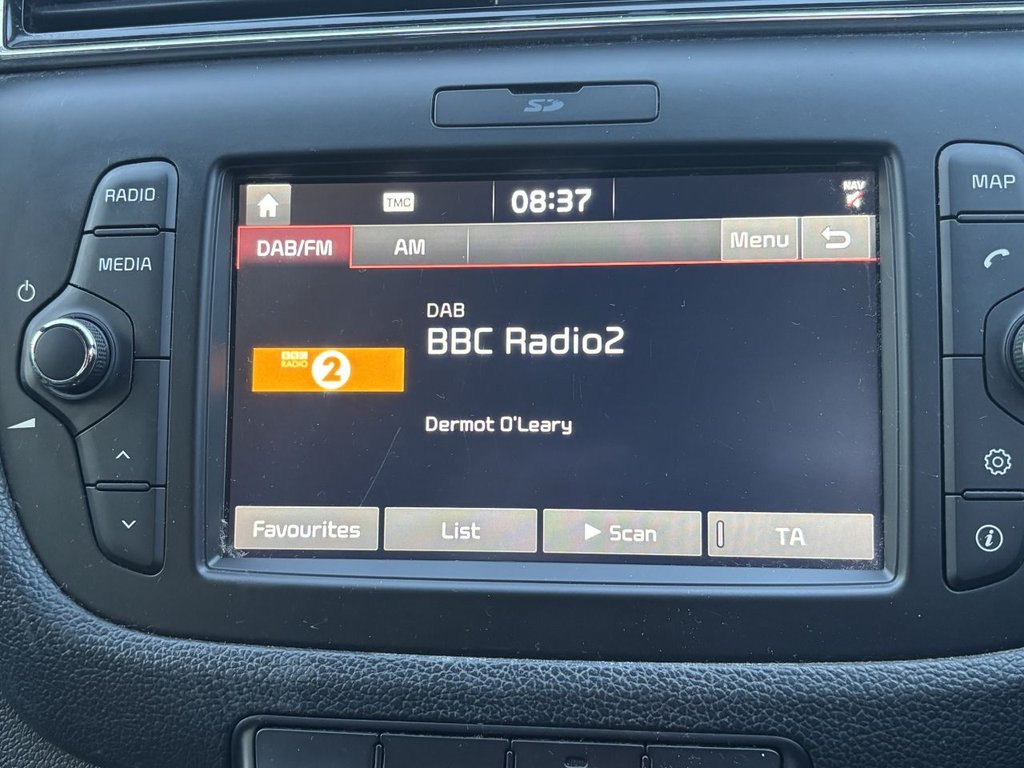 SD
RADIO
MAP
TMC
08:37
NAV
DAB/FM
AM
Menu
MEDIA
DAB
BBC Radio2
BBC
RADIO
2
Dermot O'Leary
Favourites
List
Scan
TA
i